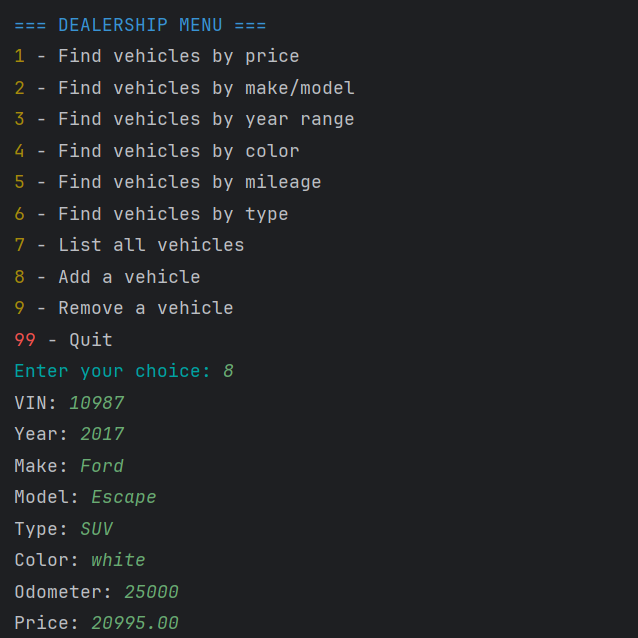 === DEALERSHIP MENU ===
1 - Find vehicles by price
2 - Find vehicles by make/model
3 - Find vehicles by year range
4 - Find vehicles by color
5 - Find vehicles by mileage
6 - Find vehicles by type
7 - List all vehicles
8 - Add a vehicle
9 - Remove a vehicle
99 - Quit
Enter your choice: 8
VIN: 10987
Year: 2017
Make: Ford
Model: Escape
Type: SUV
Color: white
Odometer: 25000
Price: 20995.00